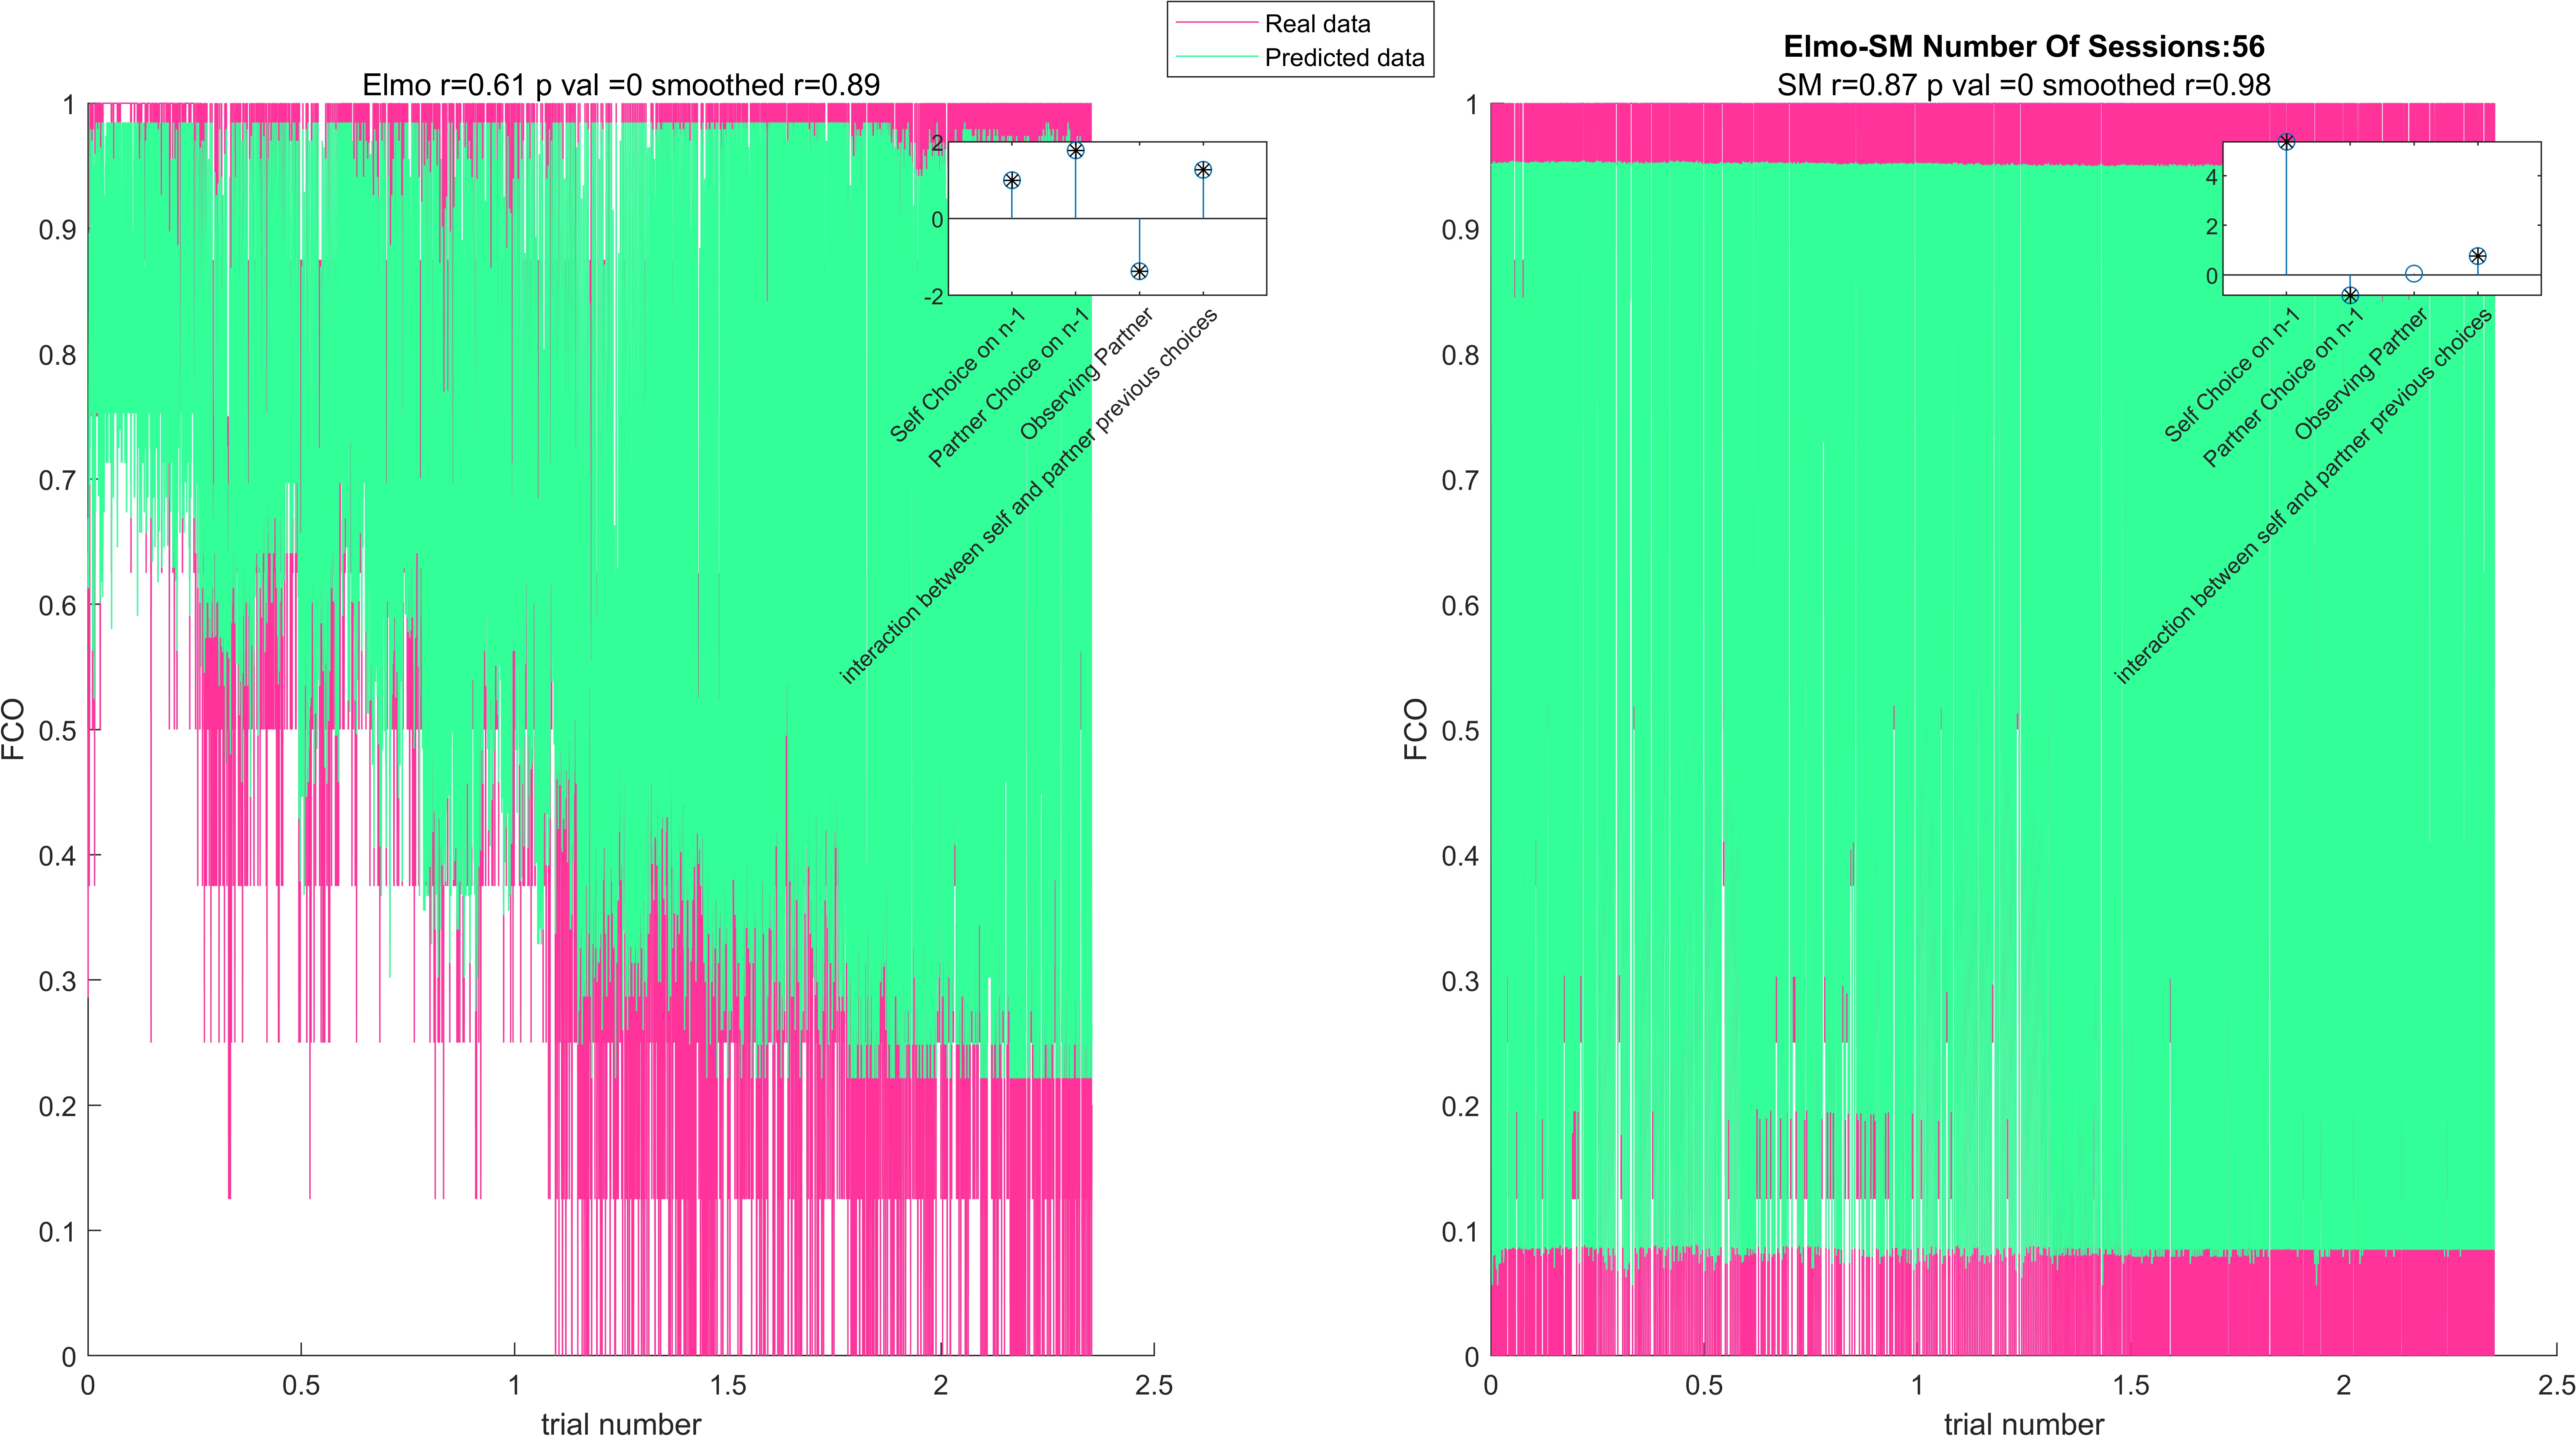 Real data
Predicted data
Elmo r=0.61 p val =0 smoothed r=0.89
FCO
1
0.9
0.8
0.7
0.6
0.5
0.4
0.3
0.2
0.1
0
0
0.5
1
1.5
2
2.5
trial number
2
0
-2
Self Choice on n-1
Partner Choice on n-1
Observing Partner
interaction between self and partner previous choices
Elmo-SM Number Of Sessions:56
SM r=0.87 p val =0 smoothed r=0.98
FCO
1
0.9
0.8
0.7
0.6
0.5
0.4
0.3
0.2
0.1
0
0
0.5
1
1.5
2
2.5
trial number
4
2
0
Self Choice on n-1
Partner Choice on n-1
Observing Partner
interaction between self and partner previous choices